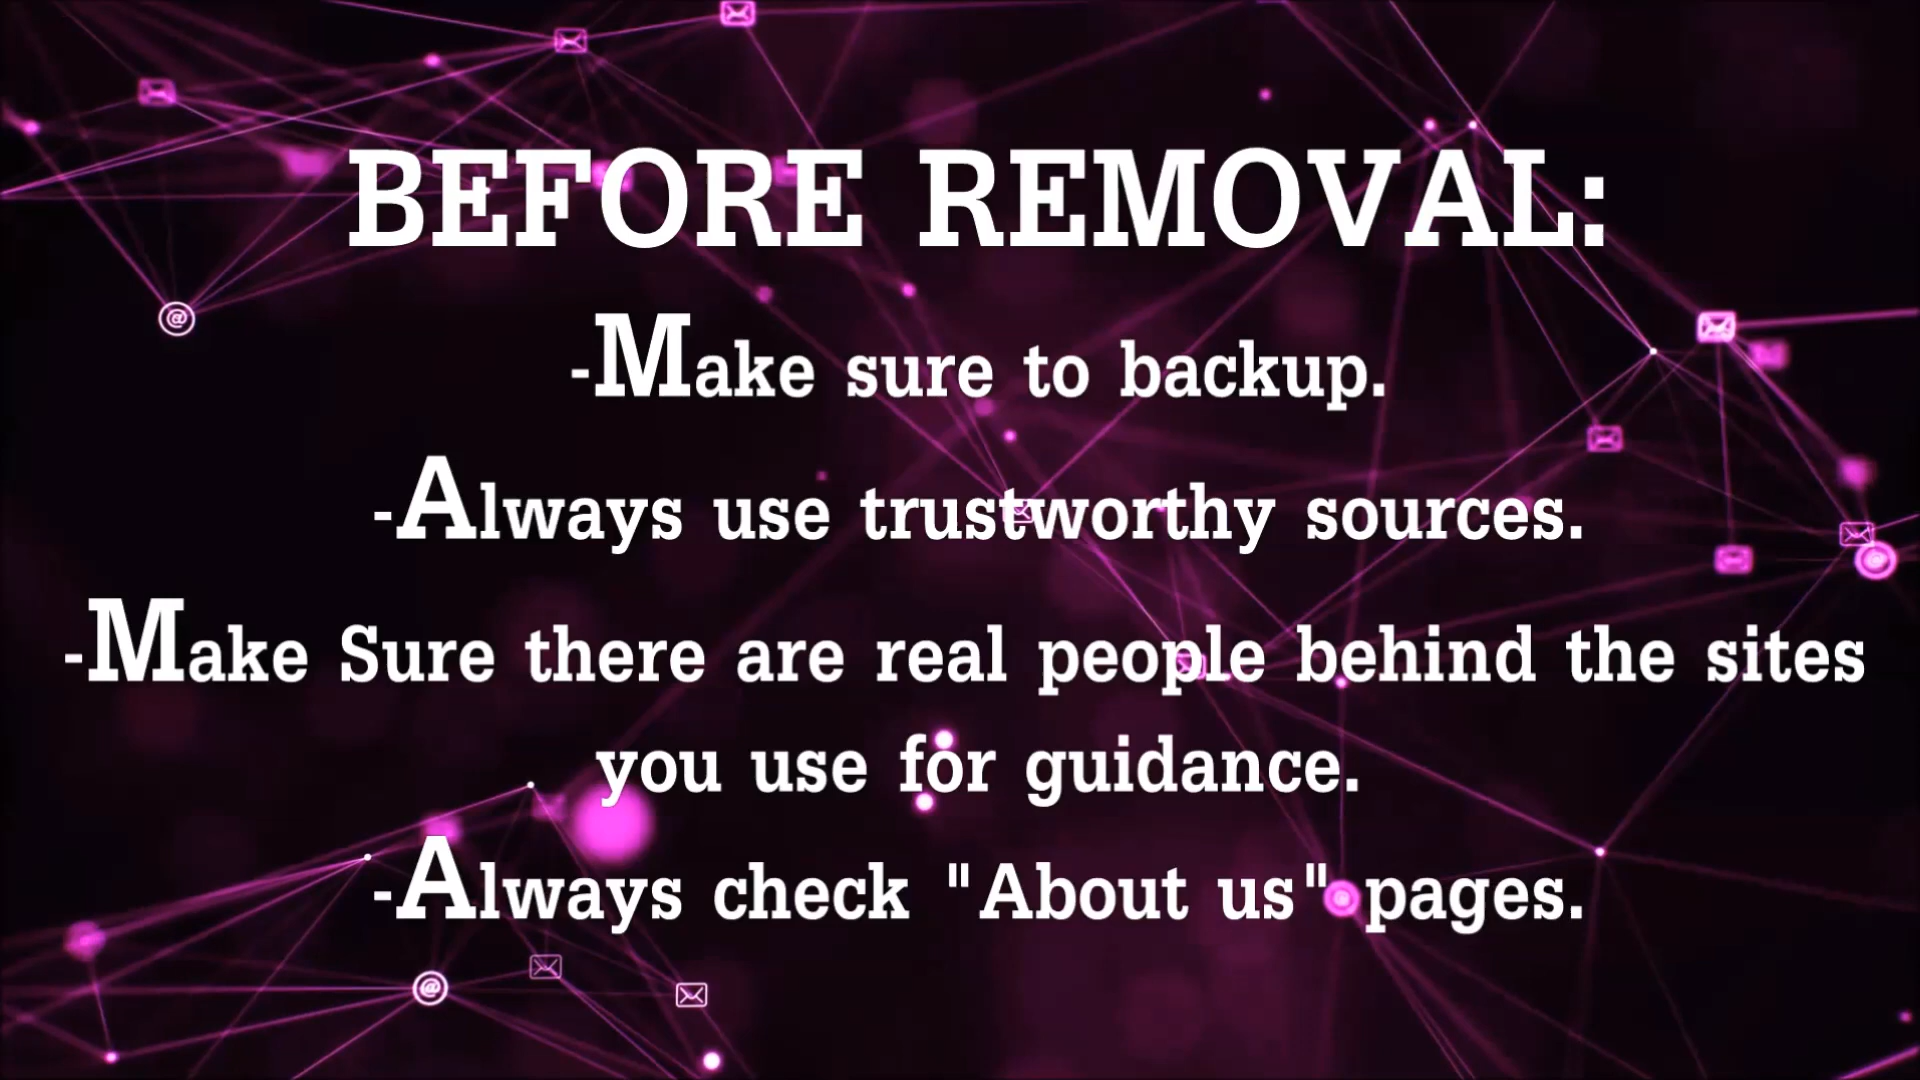 BEFORE REMOVAL:
-Make sure to backup.
-Always use trustworthy sources.
-Make Sure there are real people behind the sites
you use for guidance.
-Always check "About us" pages.